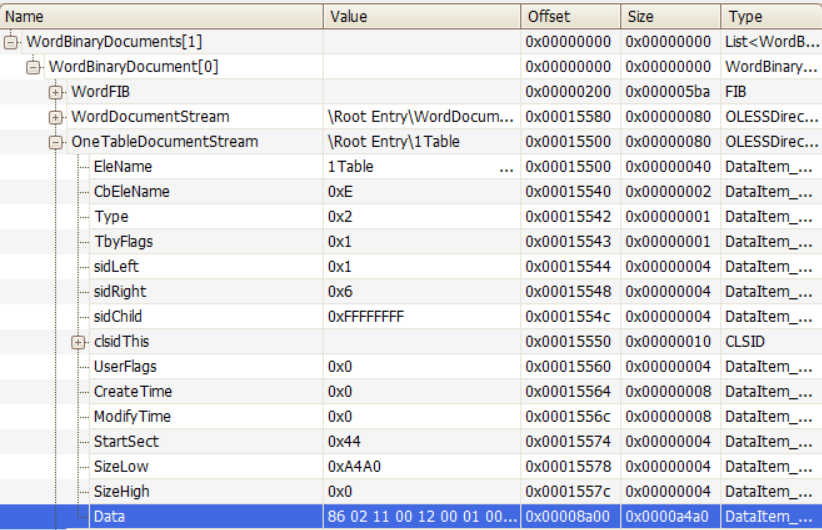 Name Value Offset Size Type
WordBinaryDocuments[1] 0x00000000 0x00000000 List<WordB...
WordBinaryDocument[0] 0x00000000 0x00000000 WordBinary...
WordFIB 0x00000200 0x000005ba FIB
WordDocumentStream \Root Entry\WordDocum... 0x00015580 0x00000080 OLESSDirec...
OneTableDocumentStream \Root Entry\1Table 0x00015500 0x00000080 OLESSDirec...
EleName 1Table ... 0x00015500 0x00000040 DataItem_...
CbEleName 0xE 0x00015540 0x00000002 DataItem_...
Type 0x2 0x00015542 0x00000001 DataItem_...
TbyFlags 0x1 0x00015543 0x00000001 DataItem_...
sidLeft 0x1 0x00015544 0x00000004 DataItem_...
sidRight 0x6 0x00015548 0x00000004 DataItem_...
sidChild 0xFFFFFFFF 0x0001554c 0x00000004 DataItem_...
clsidThis 0x00015550 0x00000010 CLSID
UserFlags 0x0 0x00015560 0x00000004 DataItem_...
CreateTime 0x0 0x00015564 0x00000008 DataItem_...
ModifyTime 0x0 0x0001556c 0x00000008 DataItem_...
StartSect 0x44 0x00015574 0x00000004 DataItem_...
SizeLow 0xA4A0 0x00015578 0x00000004 DataItem_...
SizeHigh 0x0 0x0001557c 0x00000004 DataItem_...
Data 86 02 11 00 12 00 01 00... 0x00008a00 0x0000a4a0 DataItem_...